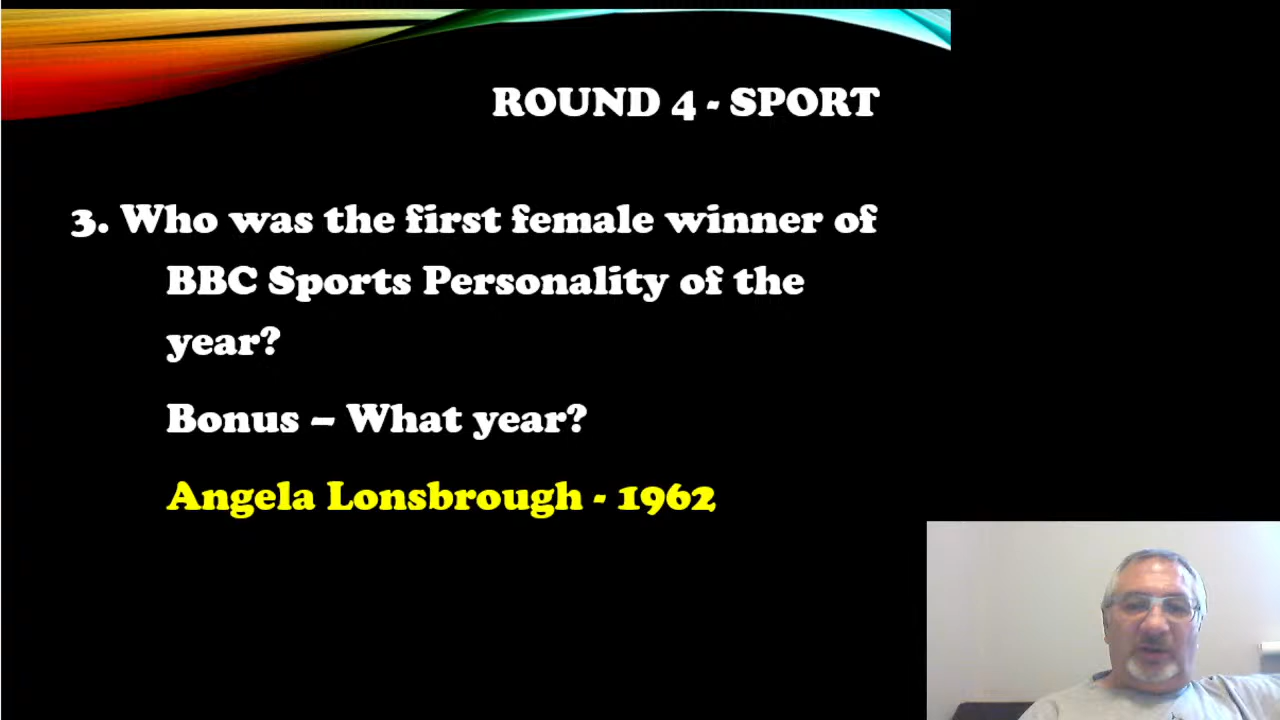 ROUND 4 - SPORT
3. Who was the first female winner of
BBC Sports Personality of the
year?
Bonus – What year?
Angela Lonsbrough - 1962